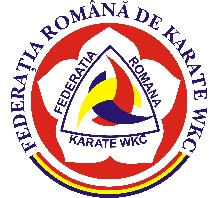 FEDERAȚIA ROMÂNĂ DE KARATE WKC
FEDERATIA
ROMANA
KARATE WKC